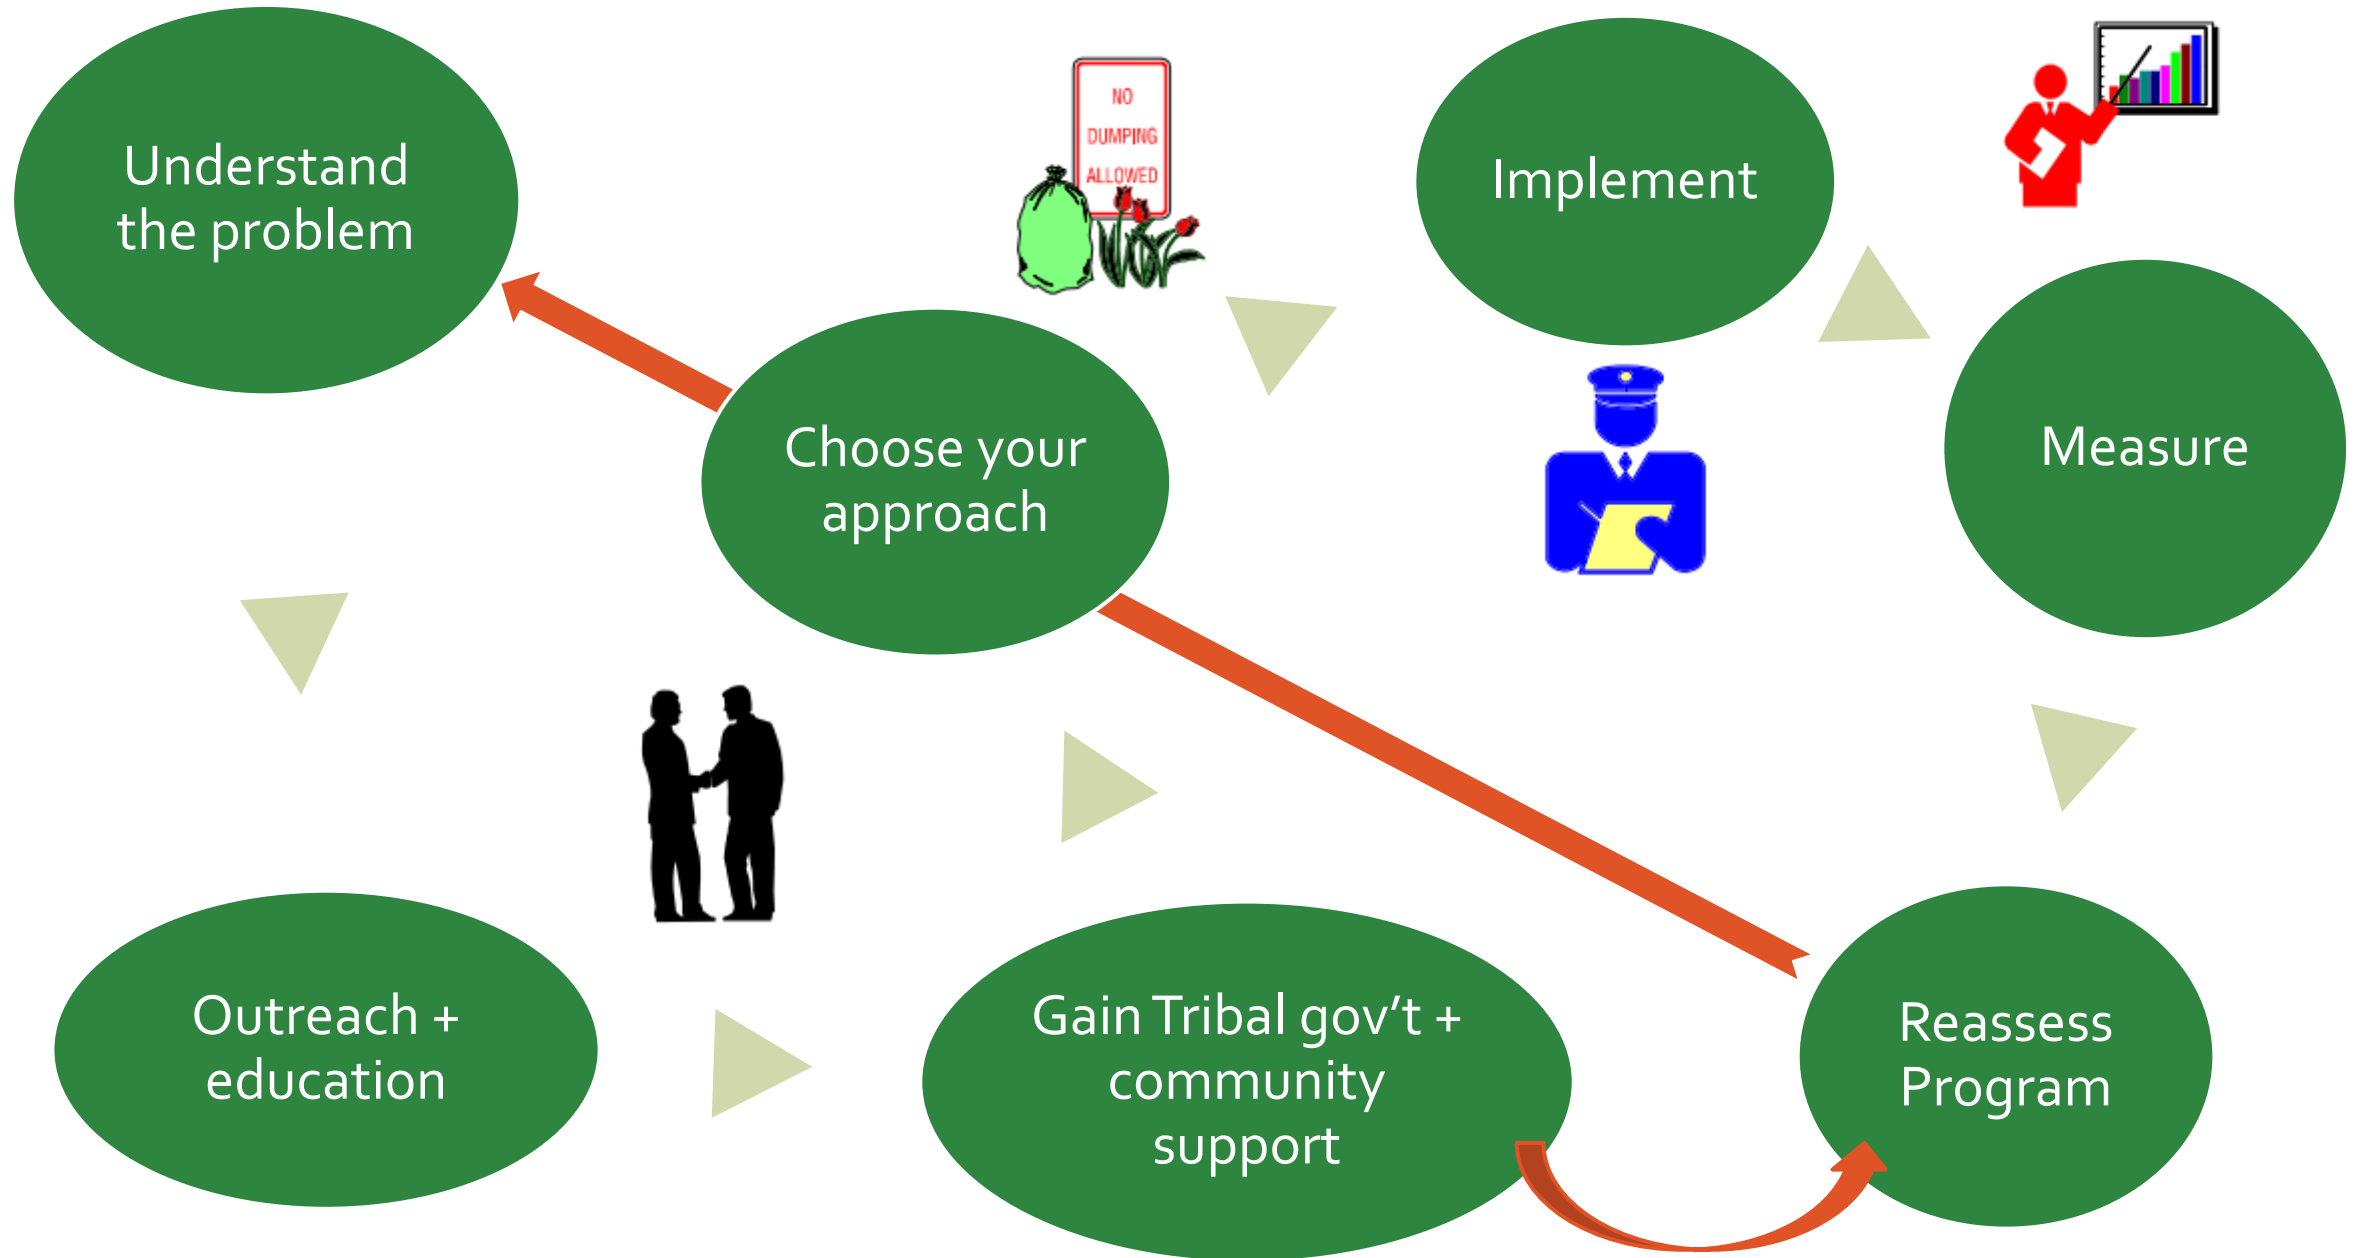 Understand
the problem
NO
DUMPING
ALLOWED
Implement
Choose your
approach
Measure
Outreach +
education
Gain Tribal gov’t +
community
support
Reassess
Program